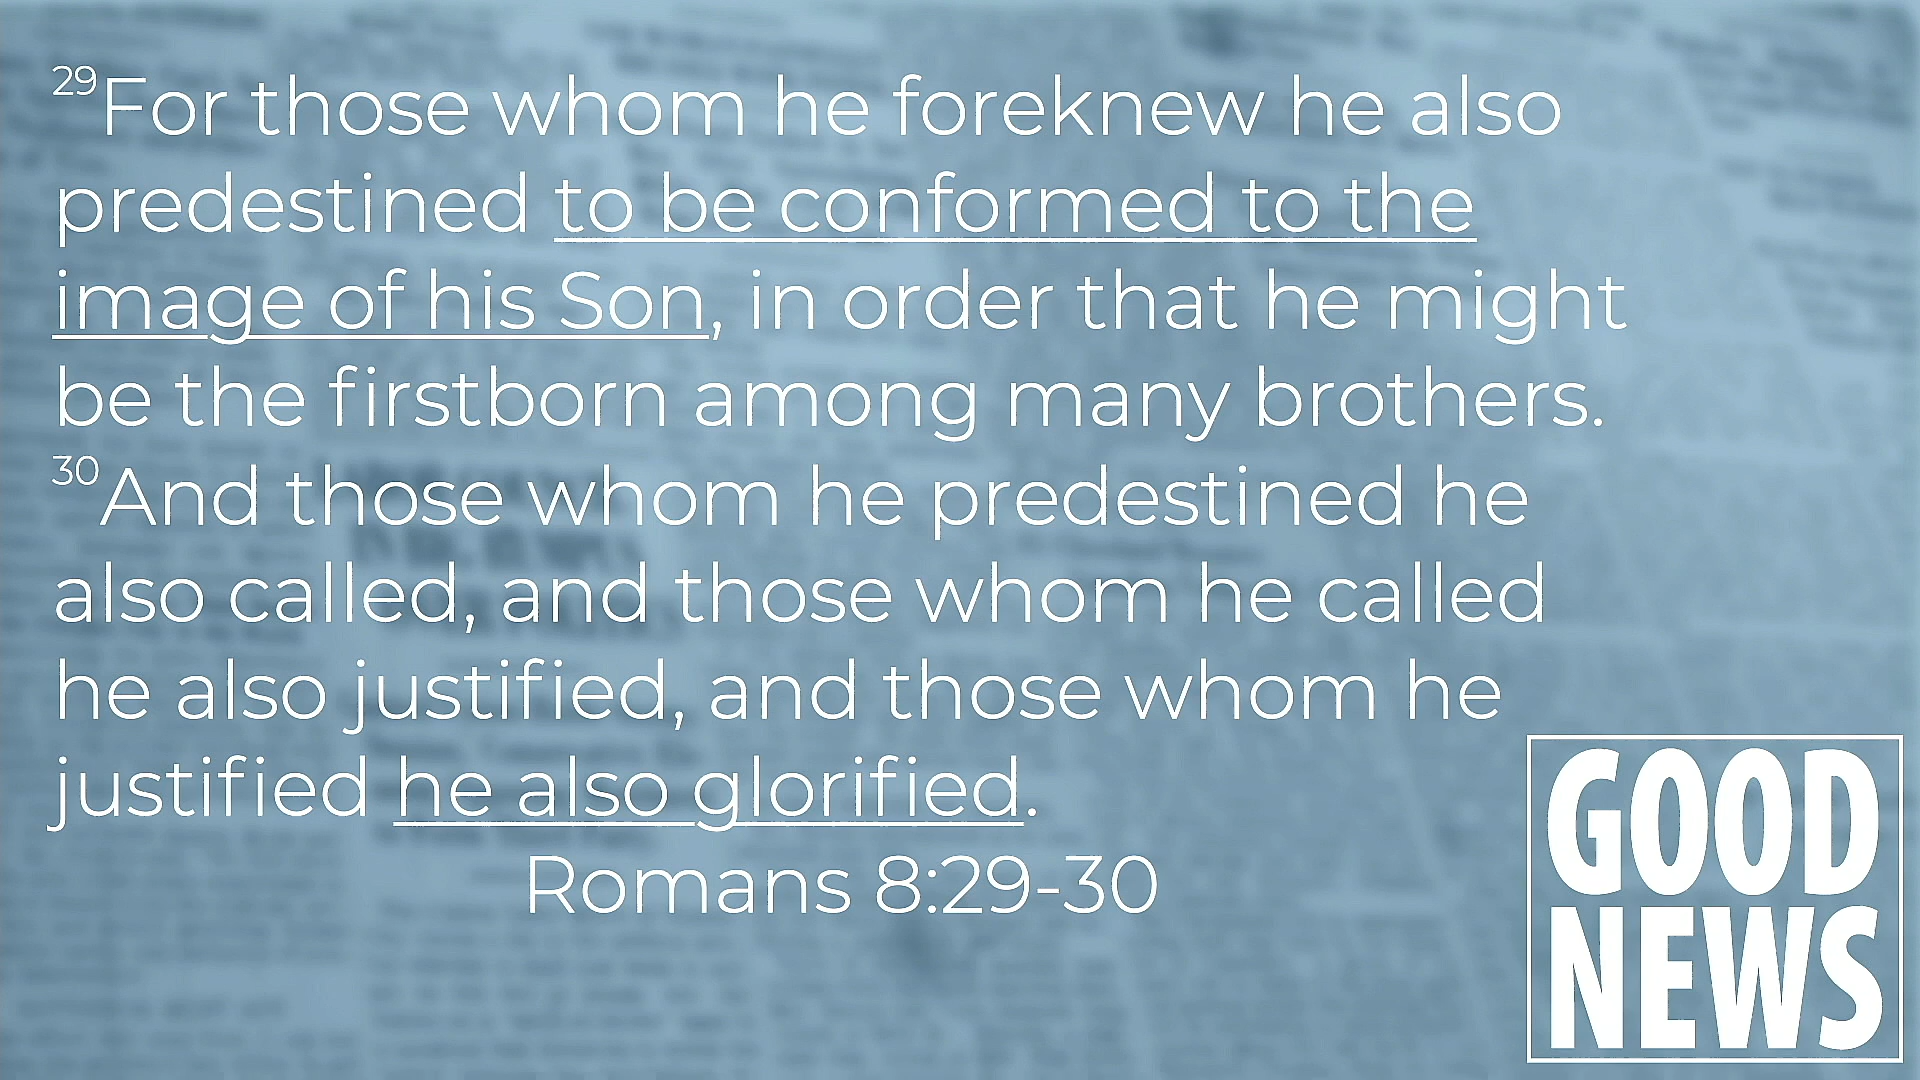 29For those whom he foreknew he also
predestined to be conformed to the
image of his Son, in order that he might
be the firstborn among many brothers.
30And those whom he predestined he
also called, and those whom he called
he also justified, and those whom he
justified he also glorified.
Romans 8:29-30
GOOD
NEWS